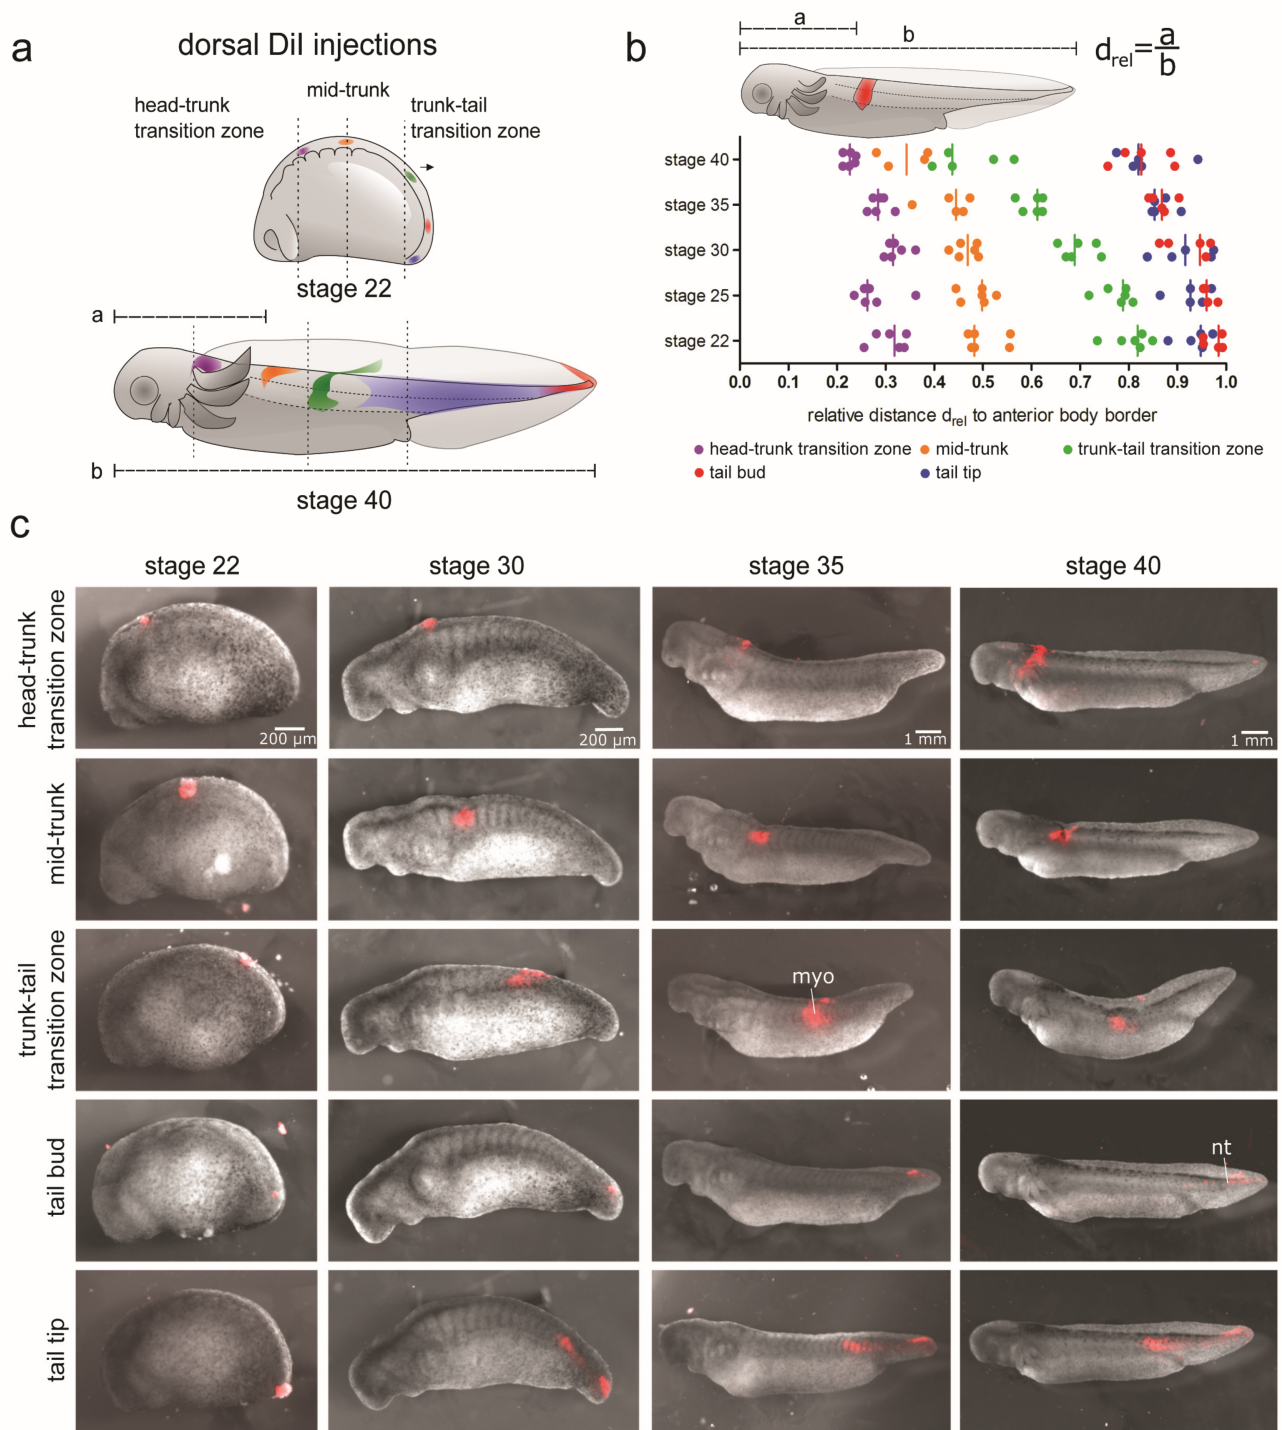 a
dorsal DiI injections
head-trunk
transition zone
mid-trunk
trunk-tail
transition zone
stage 22
a
b
stage 40
b
a
b
drel=a/b
stage 40
stage 35
stage 30
stage 25
stage 22
0.0 0.1 0.2 0.3 0.4 0.5 0.6 0.7 0.8 0.9 1.0
relative distance drel to anterior body border
head-trunk transition zone mid-trunk trunk-tail transition zone
tail bud tail tip
c
stage 22 stage 30 stage 35 stage 40
head-trunk
transition zone
200 µm 200 µm 1 mm 1 mm
mid-trunk
trunk-tail
transition zone
myo
tail bud
nt
tail tip